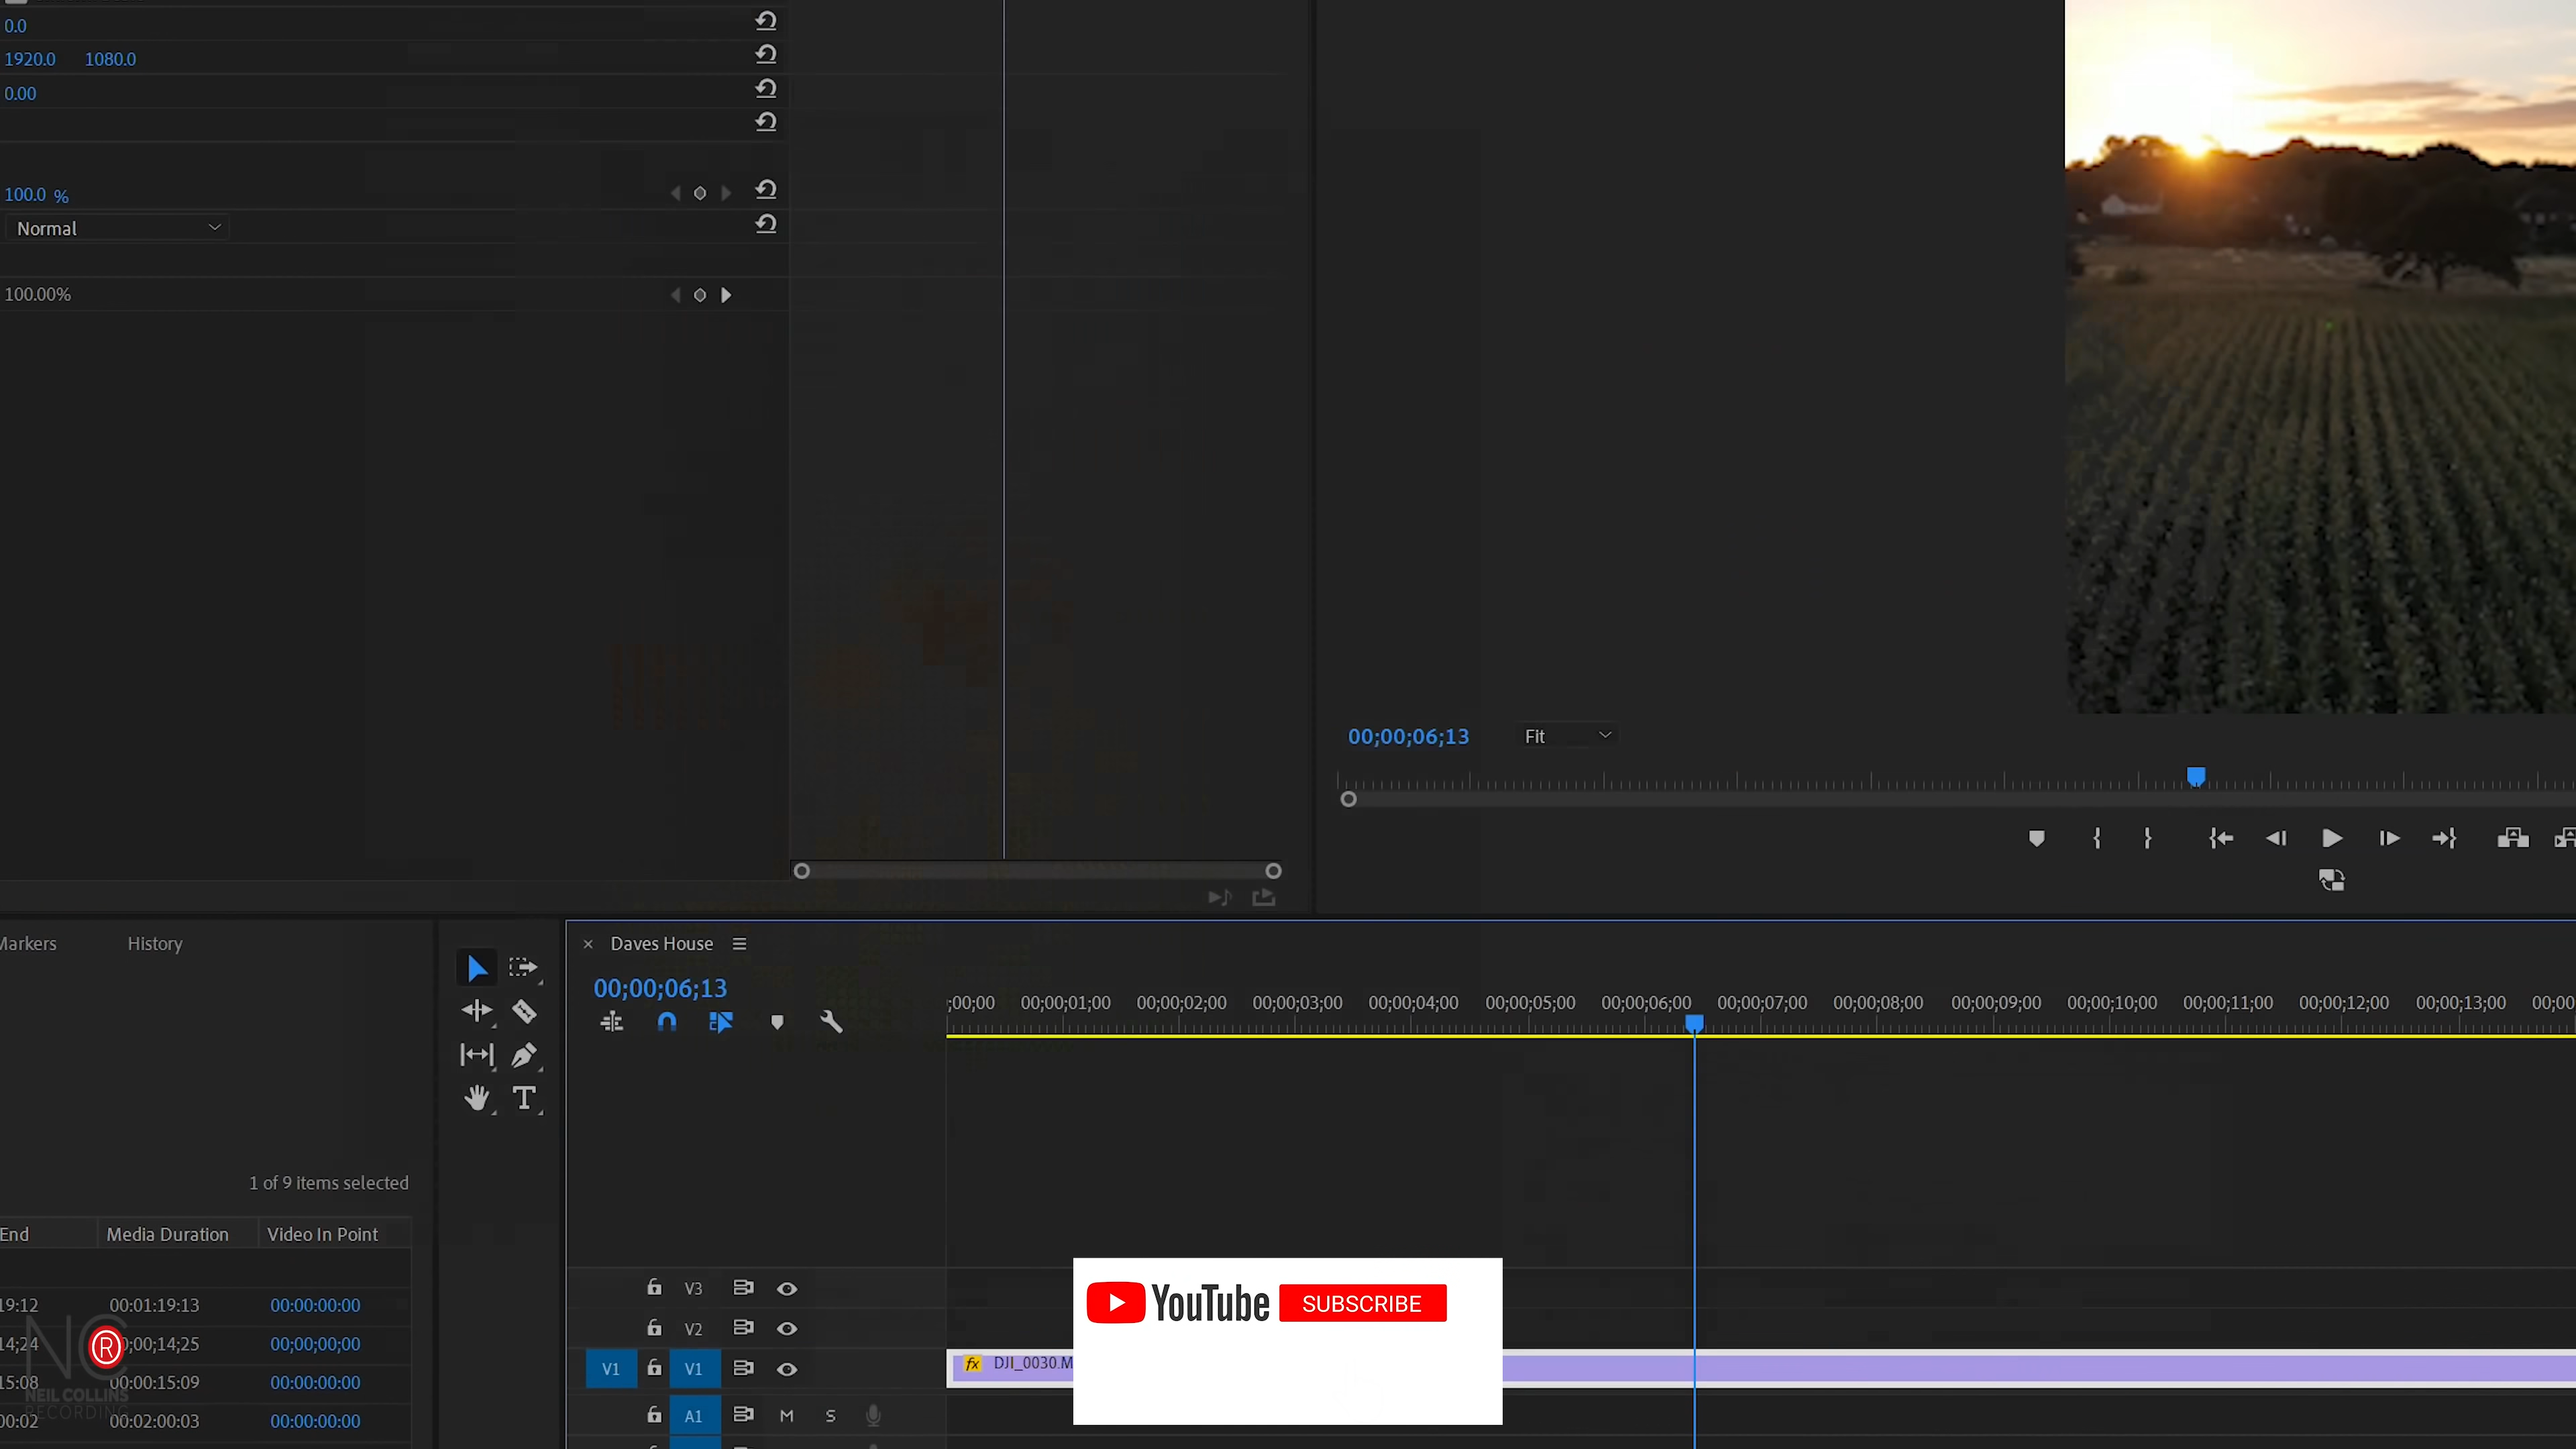 0.0
1920.0 1080.0
0.00
100.0 %
Normal
100.00%
00;00;06;13 Fit
Markers History
× Daves House
00;00;06;13
;00;00 00;00;01;00 00;00;02;00 00;00;03;00 00;00;04;00 00;00;05;00 00;00;06;00 00;00;07;00 00;00;08;00 00;00;09;00 00;00;10;00 00;00;11;00 00;00;12;00 00;00;13;00 00;00
1 of 9 items selected
End Media Duration Video In Point
19:12 00:01:19:13 00:00:00:00
14;24 00;00;14;25 00;00;00;00
15:08 00:00:15:09 00:00:00:00
00:02 00:02:00:03 00:00:00:00
NC ®
NEIL COLLINS
RECORDING
V3
V2
V1 V1 fx DJI_0030.M
A1 M S
YouTube SUBSCRIBE